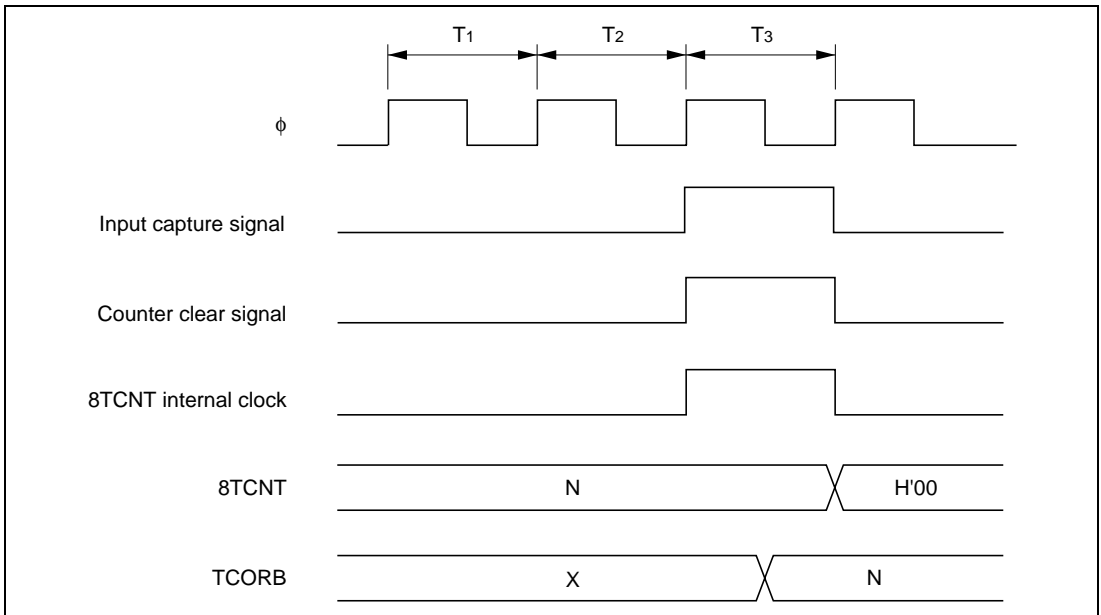 T1 T2 T3
φ
Input capture signal
Counter clear signal
8TCNT internal clock
8TCNT N H'00
TCORB X N